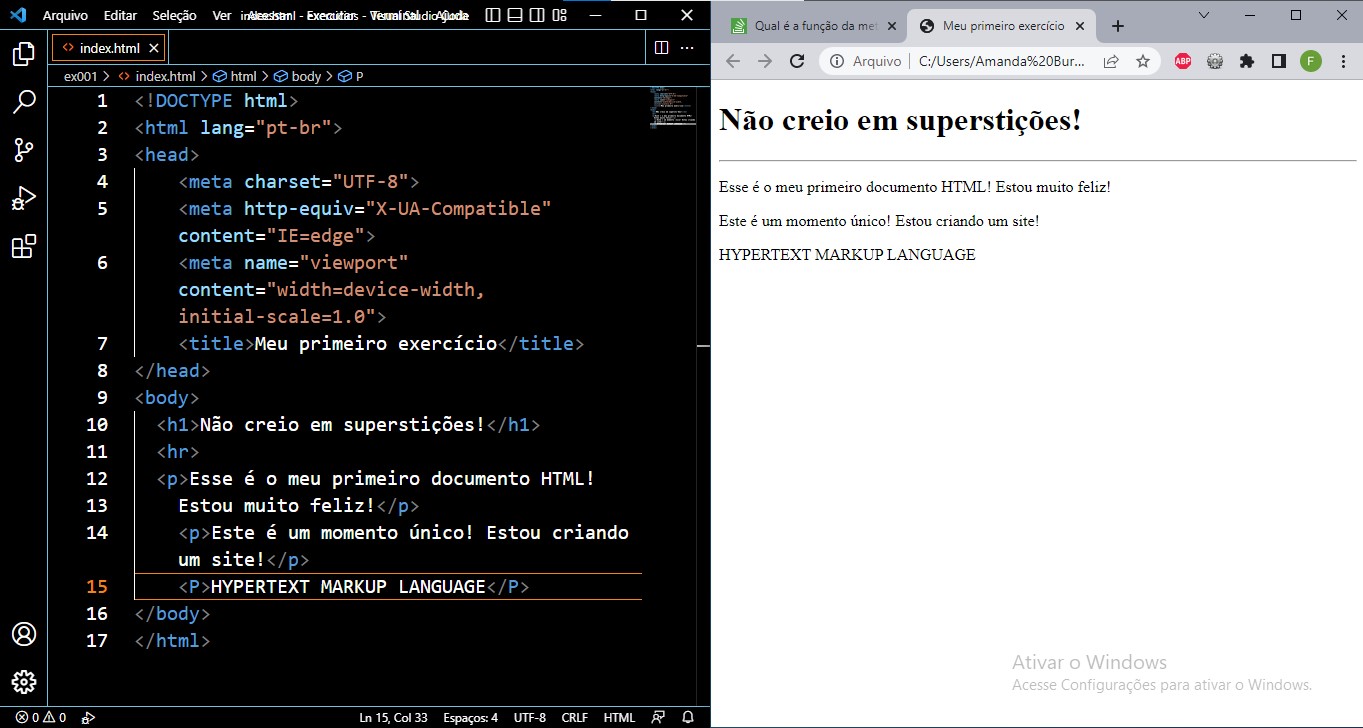 Arquivo Editar Seleção Ver
index.html
ex001 > index.html > html > body > P
1 <!DOCTYPE html>
2 <html lang="pt-br">
3 <head>
4 <meta charset="UTF-8">
5 <meta http-equiv="X-UA-Compatible"
content="IE=edge">
6 <meta name="viewport"
content="width=device-width,
initial-scale=1.0">
7 <title>Meu primeiro exercício</title>
8 </head>
9 <body>
10 <h1>Não creio em superstições!</h1>
11 <hr>
12 <p>Esse é o meu primeiro documento HTML!
13 Estou muito feliz!</p>
14 <p>Este é um momento único! Estou criando
um site!</p>
15 <P>HYPERTEXT MARKUP LANGUAGE</P>
16 </body>
17 </html>
0 0
Ln 15, Col 33 Espaços: 4 UTF-8 CRLF HTML
Qual é a função da met
Meu primeiro exercício
Arquivo C:/Users/Amanda%20Bur...
ABP
F
Não creio em superstições!
Esse é o meu primeiro documento HTML! Estou muito feliz!
Este é um momento único! Estou criando um site!
HYPERTEXT MARKUP LANGUAGE
Ativar o Windows
Acesse Configurações para ativar o Windows.